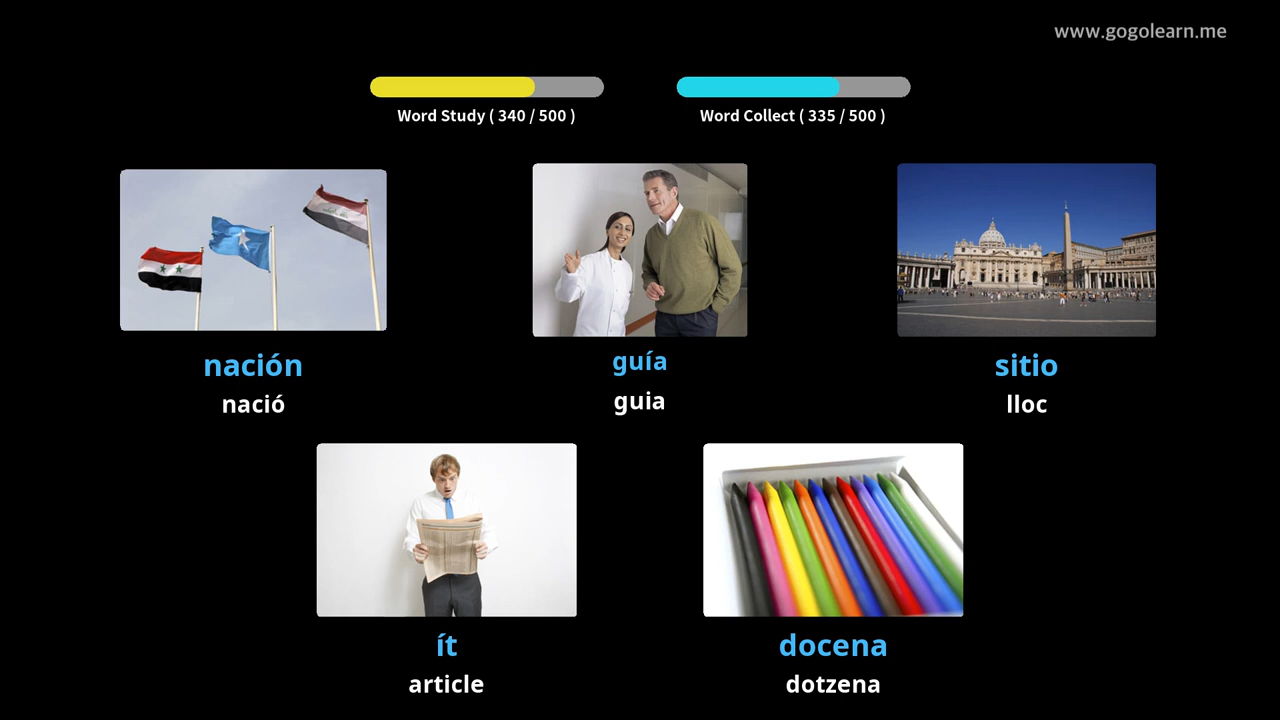 www.gogolearn.me
Word Study ( 340 / 500 )
Word Collect ( 335 / 500 )
nación
nació
guía
guia
sitio
lloc
ít
article
docena
dotzena